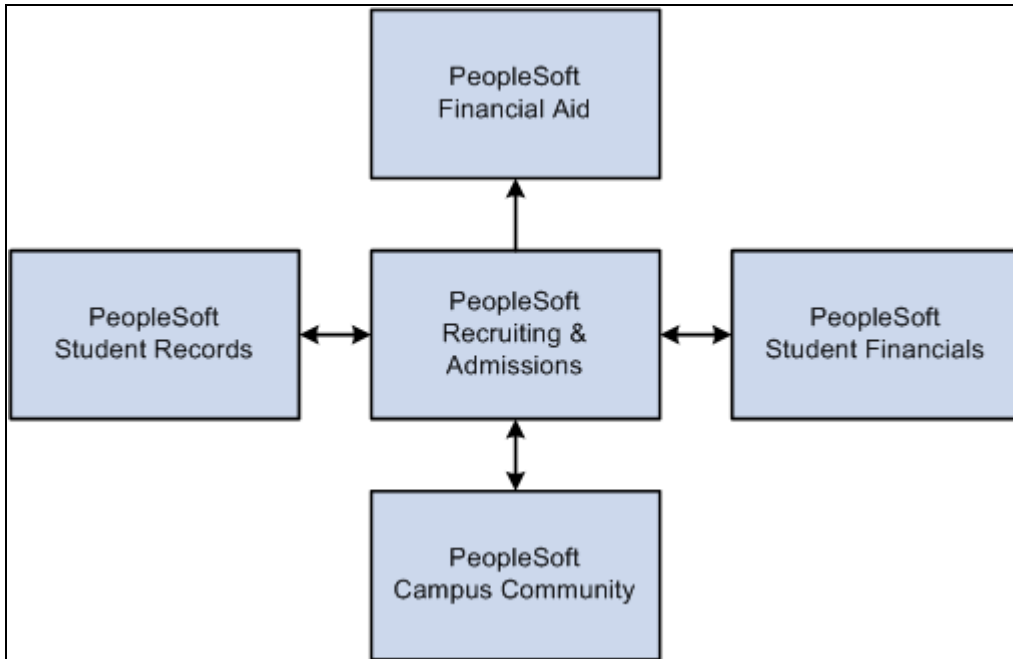 PeopleSoft
Financial Aid
PeopleSoft
Student Records
PeopleSoft
Recruiting &
Admissions
PeopleSoft
Student Financials
PeopleSoft
Campus Community